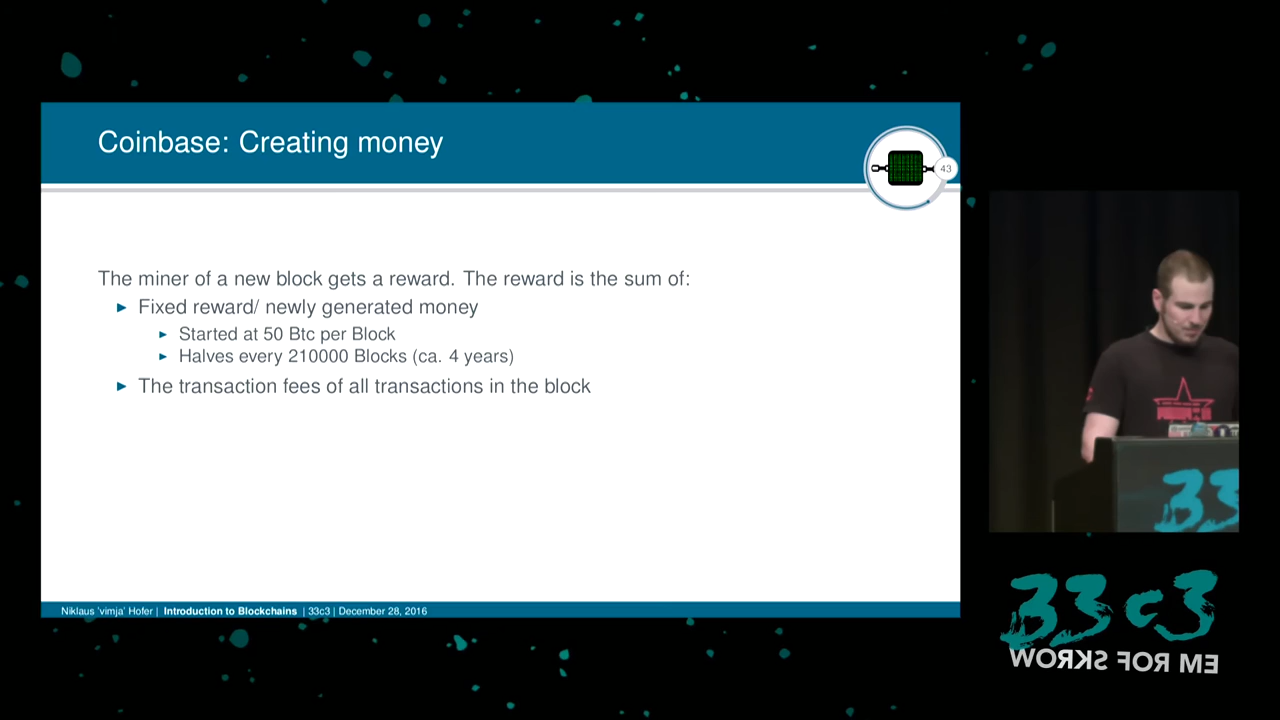 Coinbase: Creating money
43
The miner of a new block gets a reward. The reward is the sum of:
Fixed reward/ newly generated money
Started at 50 Btc per Block
Halves every 210000 Blocks (ca. 4 years)
The transaction fees of all transactions in the block
Niklaus 'vimja' Hofer | Introduction to Blockchains | 33c3 | December 28, 2016
33
33c3
WORKS FOR ME